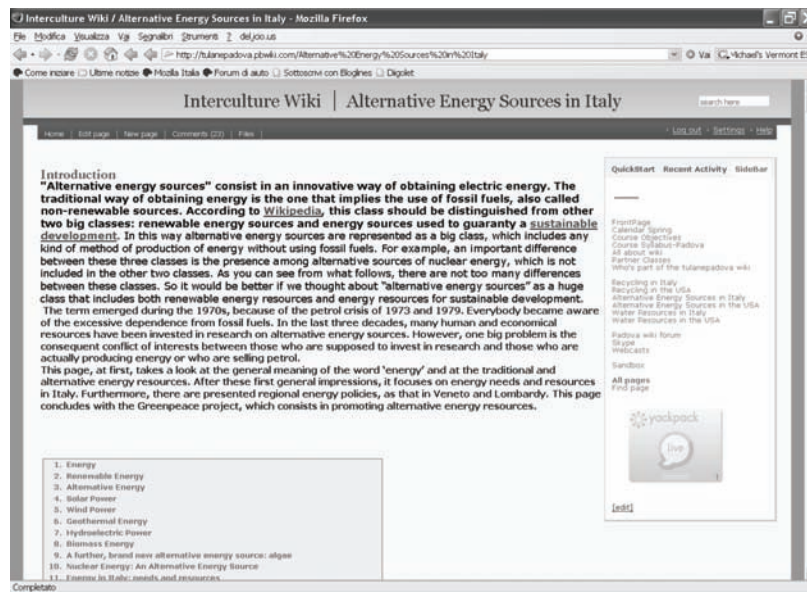 Interculture Wiki / Alternative Energy Sources in Italy - Mozilla Firefox
File Modifica Visualizza Vai Segnalibri Strumenti ? del.icio.us
http://tulanepadova.pbwiki.com/Alternative%20Energy%20Sources%20in%20Italy Vai Michael's Vermont E
Come iniziare Ultime notizie Mozilla Italia Forum di aiuto Sottoscrivi con Bloglines Digolet
Interculture Wiki | Alternative Energy Sources in Italy
search here
Home | Edit page | New page | Comments (23) | Files |
Log out Settings Help
Introduction
"Alternative energy sources" consist in an innovative way of obtaining electric energy. The
traditional way of obtaining energy is the one that implies the use of fossil fuels, also called
non-renewable sources. According to Wikipedia, this class should be distinguished from other
two big classes: renewable energy sources and energy sources used to guaranty a sustainable
development. In this way alternative energy sources are represented as a big class, which includes any
kind of method of production of energy without using fossil fuels. For example, an important difference
between these three classes is the presence among alternative sources of nuclear energy, which is not
included in the other two classes. As you can see from what follows, there are not too many differences
between these classes. So it would be better if we thought about "alternative energy sources" as a huge
class that includes both renewable energy resources and energy resources for sustainable development.
The term emerged during the 1970s, because of the petrol crisis of 1973 and 1979. Everybody became aware
of the excessive dependence from fossil fuels. In the last three decades, many human and economical
resources have been invested in research on alternative energy sources. However, one big problem is the
consequent conflict of interests between those who are supposed to invest in research and those who are
actually producing energy or who are selling petrol.
This page, at first, takes a look at the general meaning of the word 'energy' and at the traditional and
alternative energy resources. After these first general impressions, it focuses on energy needs and resources
in Italy. Furthermore, there are presented regional energy policies, as that in Veneto and Lombardy. This page
concludes with the Greenpeace project, which consists in promoting alternative energy resources.
1. Energy
2. Renewable Energy
3. Alternative Energy
4. Solar Power
5. Wind Power
6. Geothermal Energy
7. Hydroelectric Power
8. Biomass Energy
9. A further, brand new alternative energy source: algae
10. Nuclear Energy: An Alternative Energy Source
11. Energy in Italy: needs and resources
QuickStart Recent Activity SideBar
FrontPage
Calendar Spring
Course Objectives
Course Syllabus-Padova
All about wiki
Partner Classes
Who's part of the tulanepadova wiki
Recycling in Italy
Recycling in the USA
Alternative Energy Sources in Italy
Alternative Energy Sources in the USA
Water Resources in Italy
Water Resources in the USA
Padova wiki forum
Skype
Webcasts
Sandbox
All pages
Find page
yackpack
live
[edit]
Completato